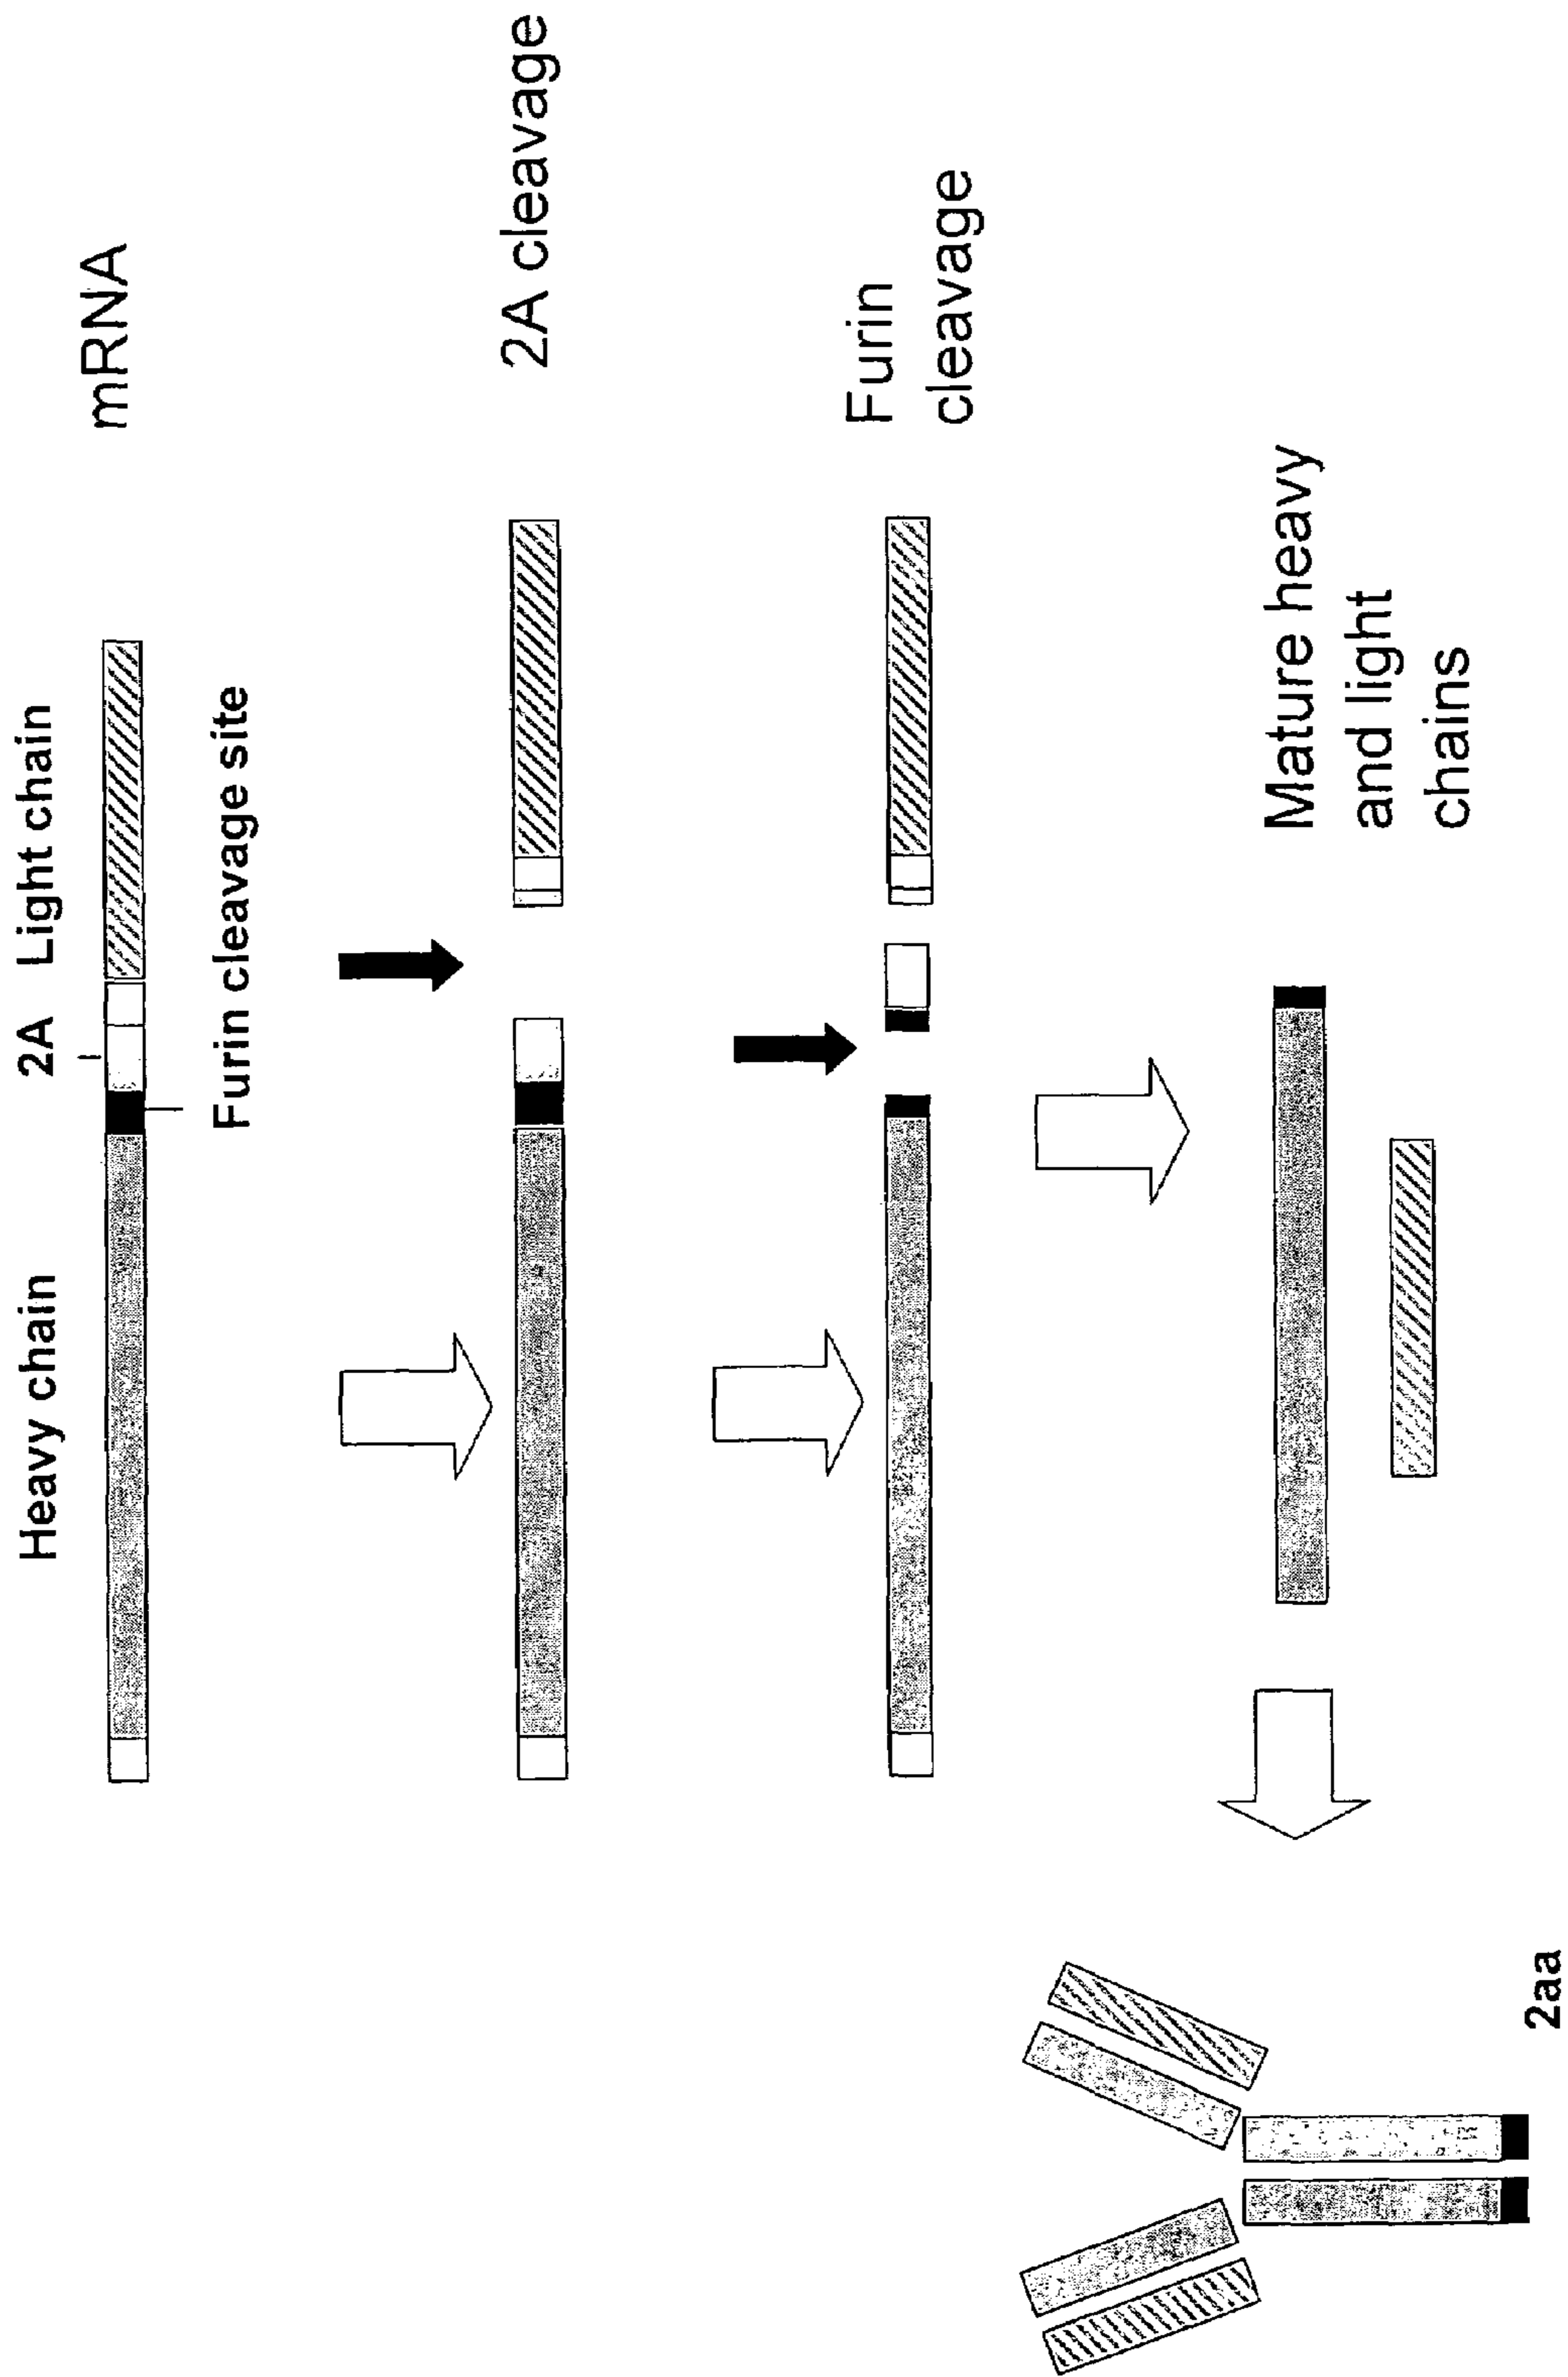 Heavy chain
2A
Light chain
mRNA
Furin cleavage site
2A cleavage
Furin
cleavage
Mature heavy
and light
chains
2aa